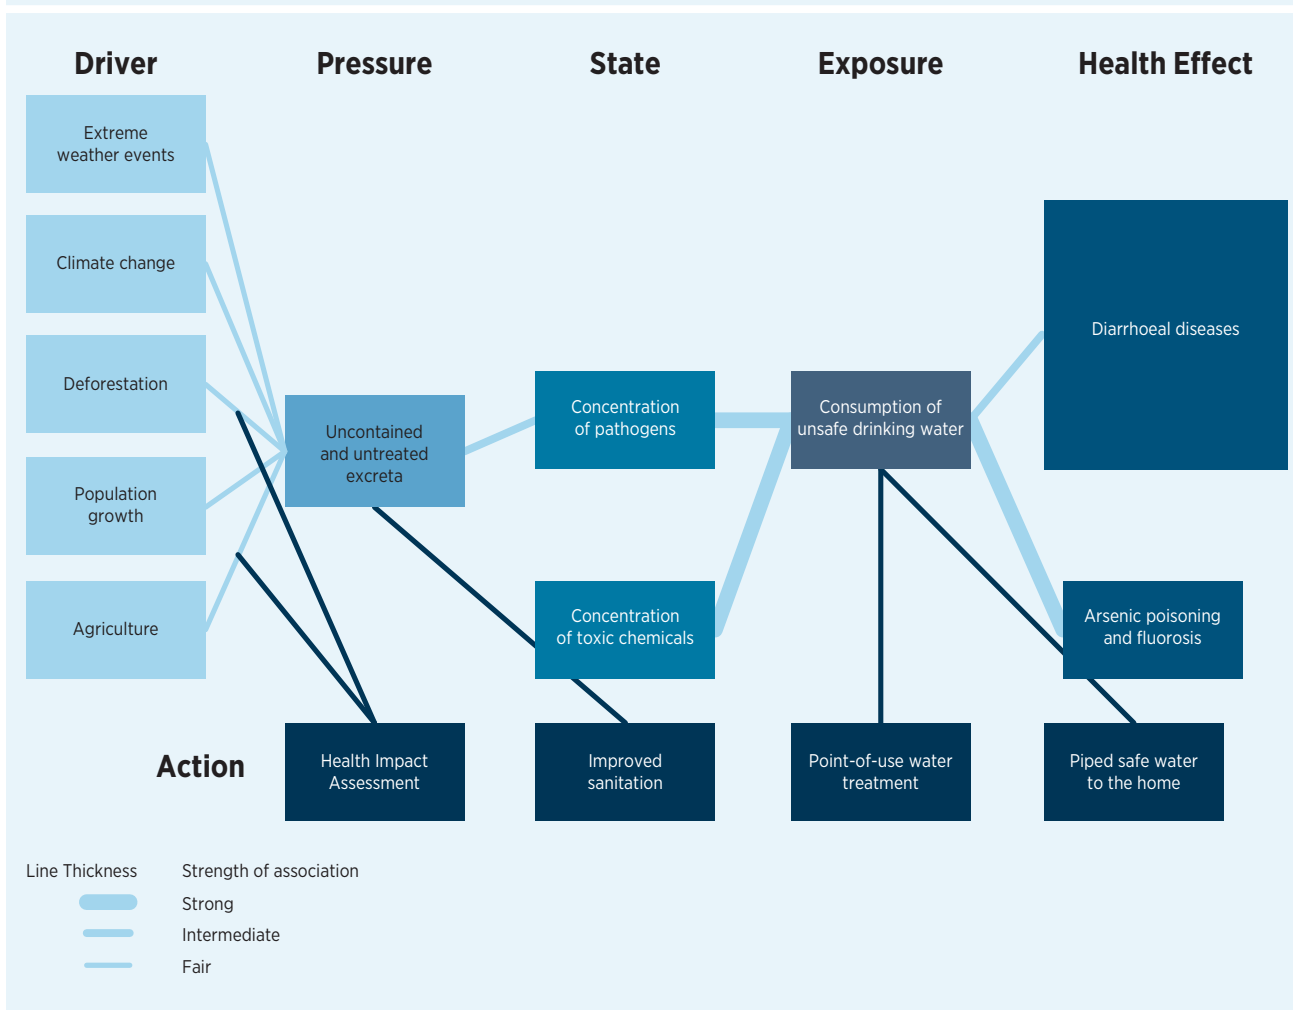 Driver
Pressure
State
Exposure
Health Effect
Extreme
weather events
Climate change
Deforestation
Population
growth
Agriculture
Uncontained
and untreated
excreta
Concentration
of pathogens
Concentration
of toxic chemicals
Consumption of
unsafe drinking water
Diarrhoeal diseases
Arsenic poisoning
and fluorosis
Action
Health Impact
Assessment
Improved
sanitation
Point-of-use water
treatment
Piped safe water
to the home
Line Thickness
Strength of association
Strong
Intermediate
Fair